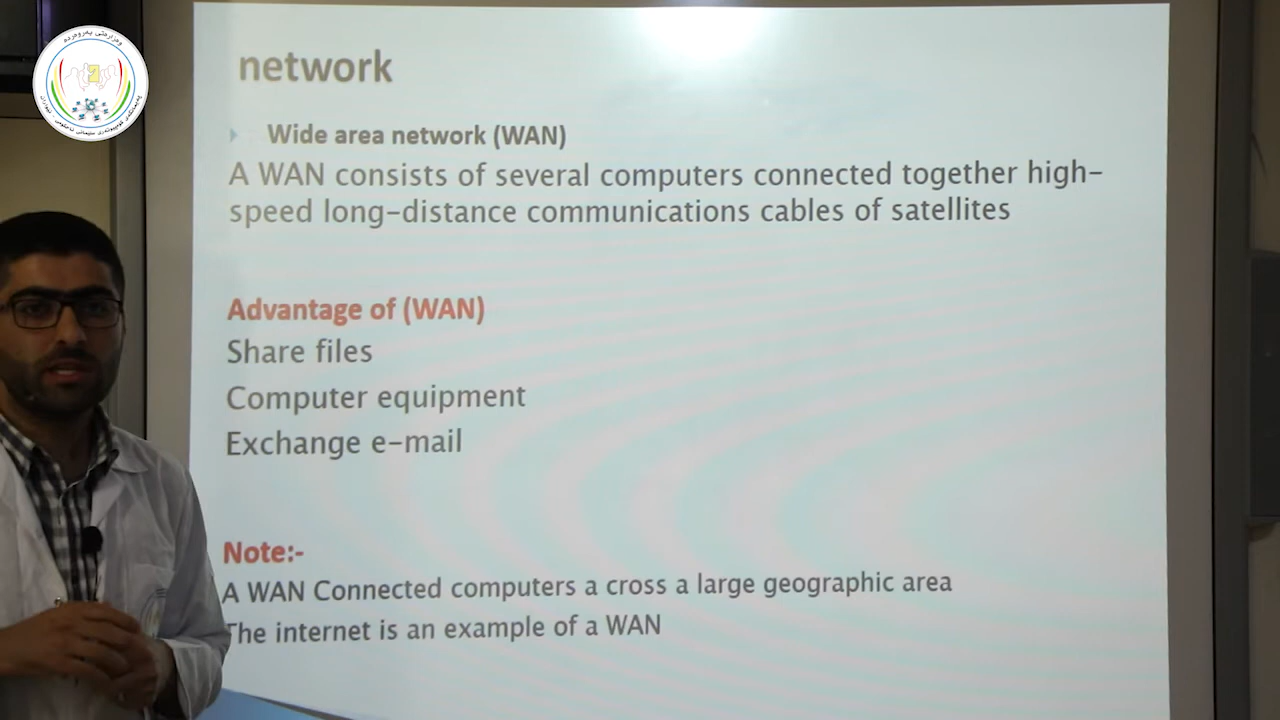 network
Wide area network (WAN)
A WAN consists of several computers connected together high-
speed long-distance communications cables of satellites
Advantage of (WAN)
Share files
Computer equipment
Exchange e-mail
Note:-
A WAN Connected computers a cross a large geographic area
The internet is an example of a WAN